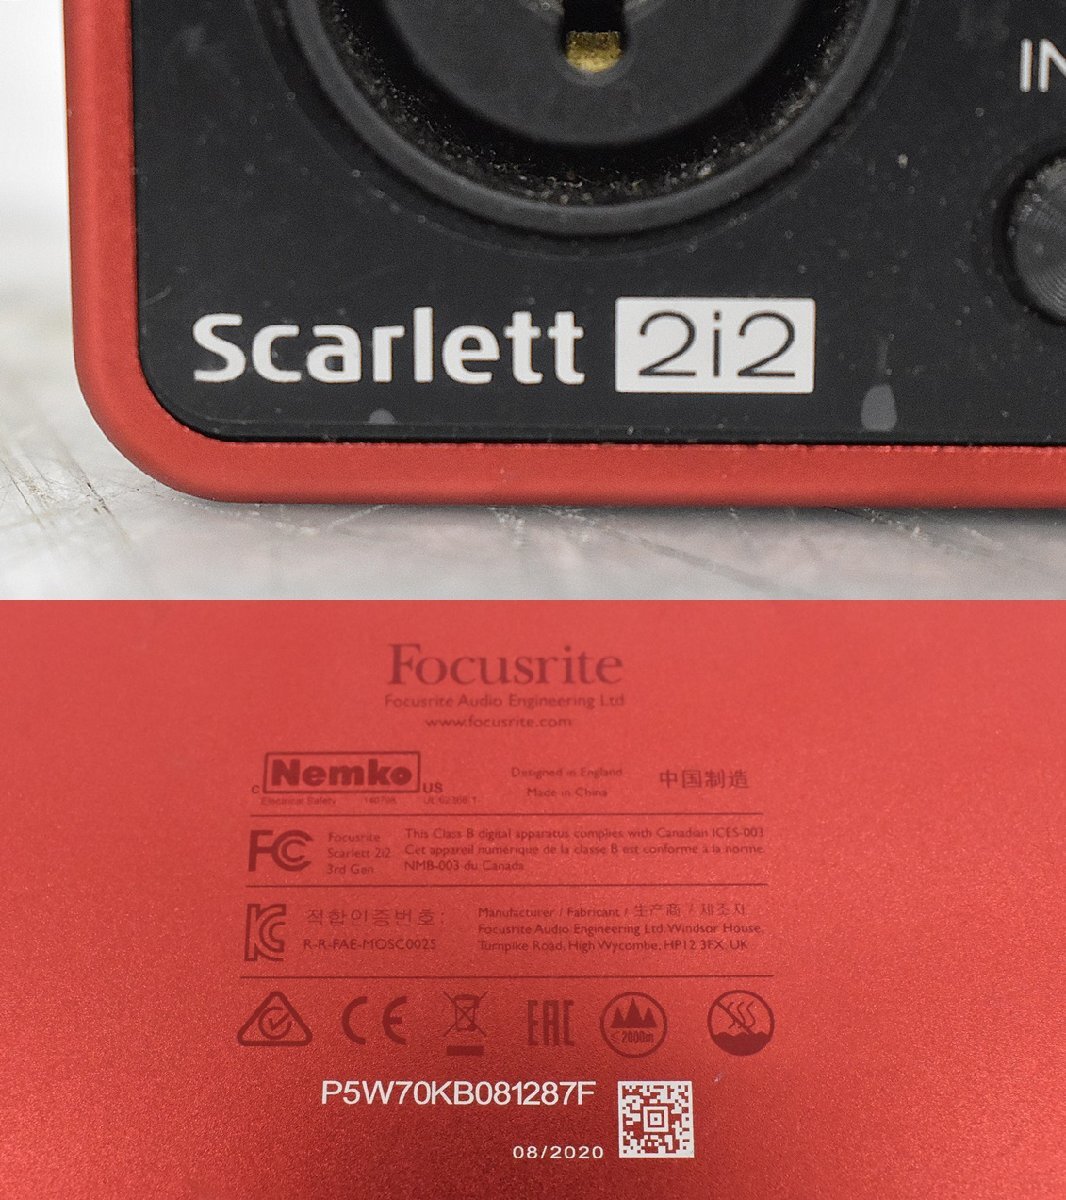 IN
Scarlett 2i2
Focusrite
Focusrite Audio Engineering Ltd
www.focusrite.com
c Nemko US
Electrical Safety
Designed in England
Made in China
中国制造
FC
Focusrite
Scarlett 2i2
3rd Gen
This Class B digital apparatus complies with Canadian ICES-003
Cet appareil numérique de la classe B est conforme à la norme
NMB-003 du Canada
적합인증번호:
R-R-FAE-MOSC0025
Manufacturer / Fabricant / 生产商 / 제조자
Focusrite Audio Engineering Ltd. Windsor House,
Turnpike Road, High Wycombe, HP12 3FX, UK
CE
EAC
≤ 2000m
P5W70KB081287F
08/2020